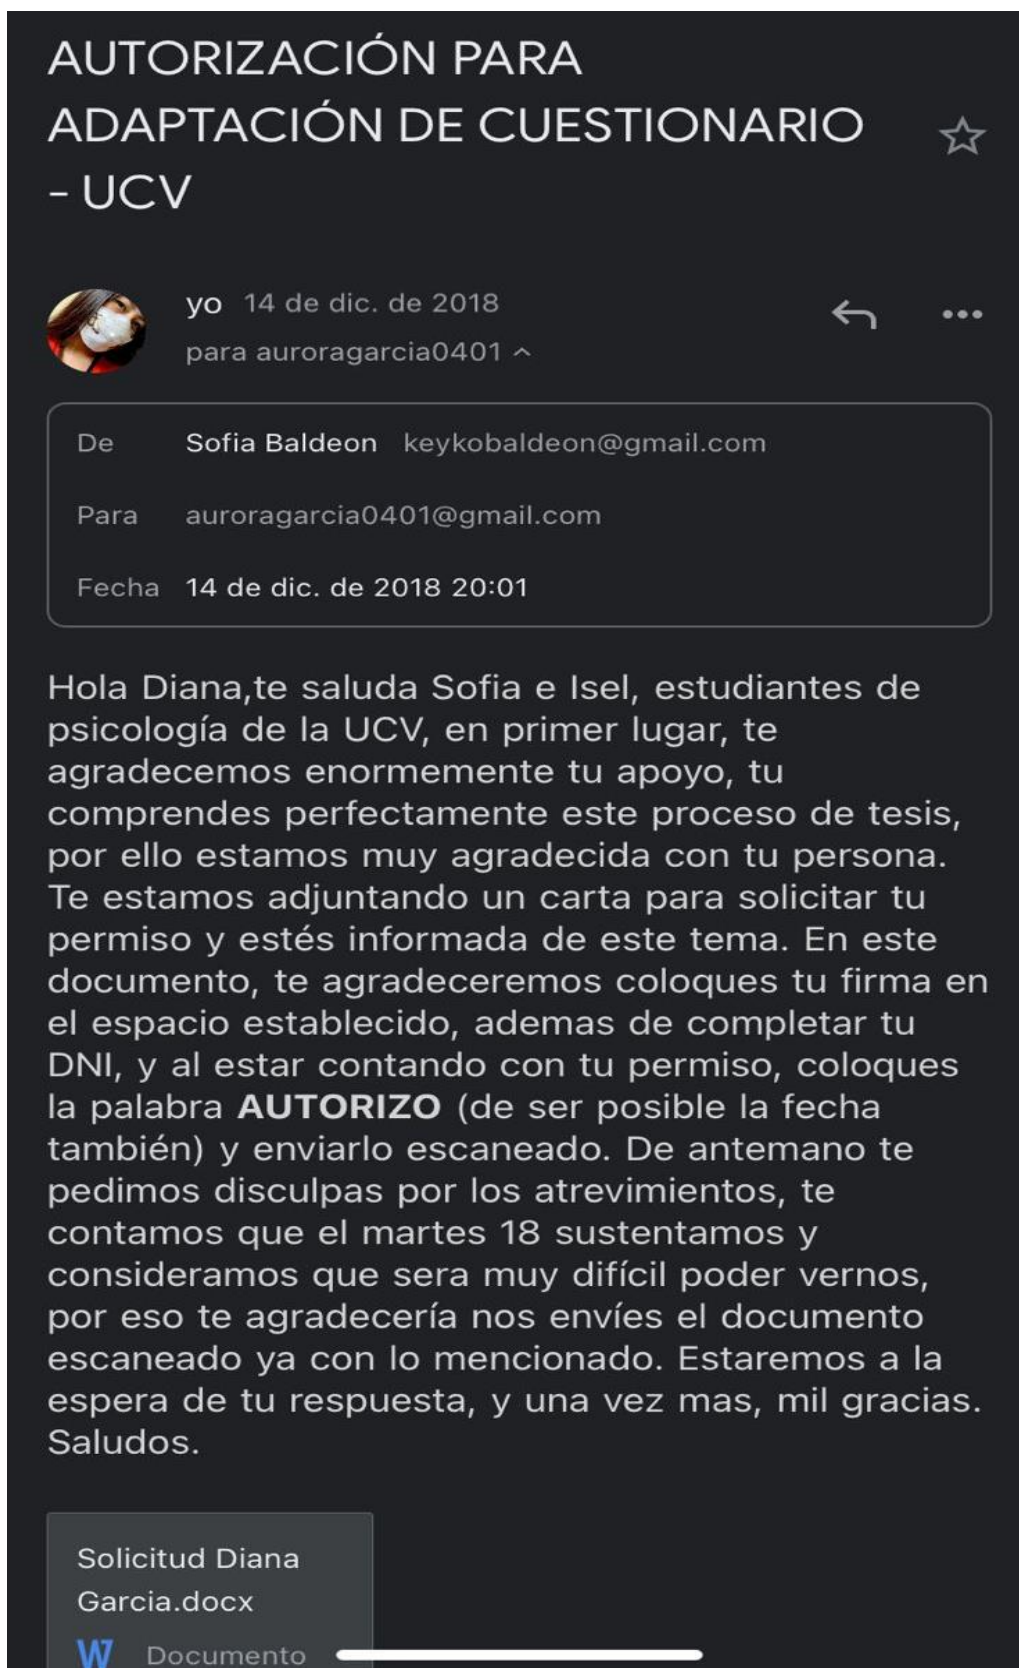 AUTORIZACIÓN PARA
ADAPTACIÓN DE CUESTIONARIO
- UCV
yo 14 de dic. de 2018
para auroragarcia0401
De Sofia Baldeon keykobaldeon@gmail.com
Para auroragarcia0401@gmail.com
Fecha 14 de dic. de 2018 20:01
Hola Diana,te saluda Sofia e Isel, estudiantes de
psicología de la UCV, en primer lugar, te
agradecemos enormemente tu apoyo, tu
comprendes perfectamente este proceso de tesis,
por ello estamos muy agradecida con tu persona.
Te estamos adjuntando un carta para solicitar tu
permiso y estés informada de este tema. En este
documento, te agradeceremos coloques tu firma en
el espacio establecido, ademas de completar tu
DNI, y al estar contando con tu permiso, coloques
la palabra AUTORIZO (de ser posible la fecha
también) y enviarlo escaneado. De antemano te
pedimos disculpas por los atrevimientos, te
contamos que el martes 18 sustentamos y
consideramos que sera muy difícil poder vernos,
por eso te agradecería nos envíes el documento
escaneado ya con lo mencionado. Estaremos a la
espera de tu respuesta, y una vez mas, mil gracias.
Saludos.
Solicitud Diana
Garcia.docx
W Documento